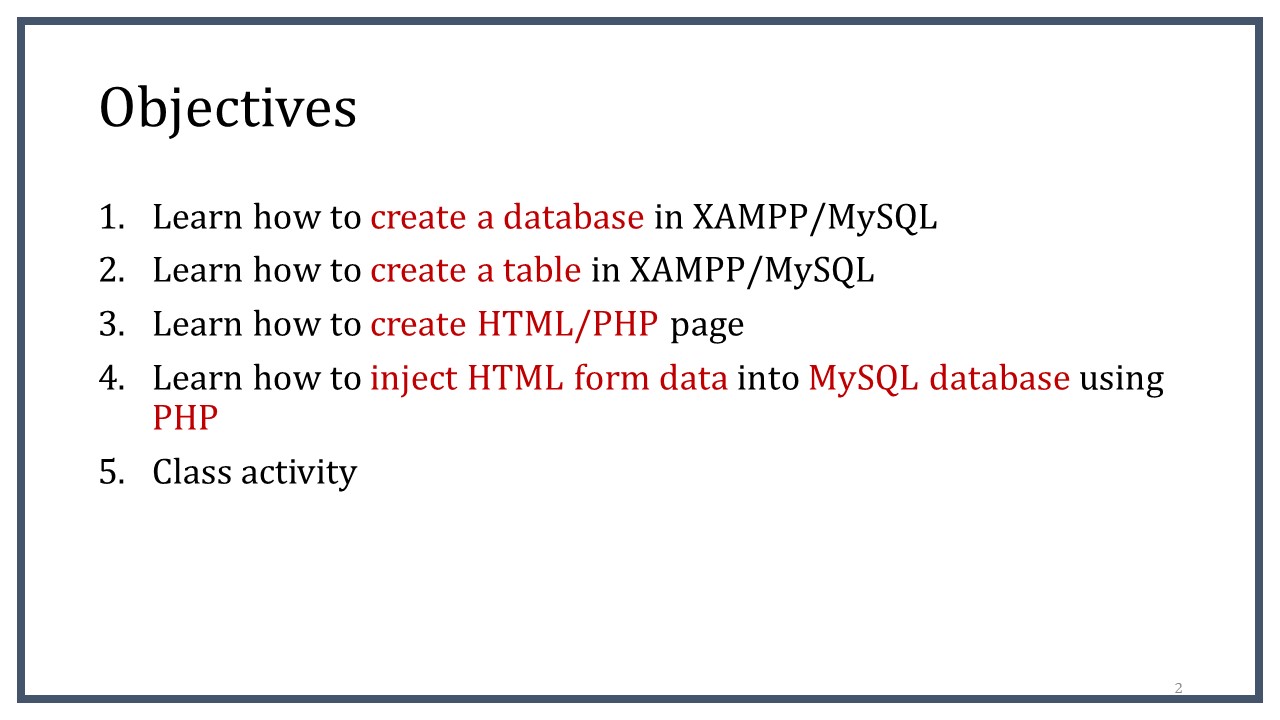 Objectives
1. Learn how to create a database in XAMPP/MySQL
2. Learn how to create a table in XAMPP/MySQL
3. Learn how to create HTML/PHP page
4. Learn how to inject HTML form data into MySQL database using
PHP
5. Class activity
2